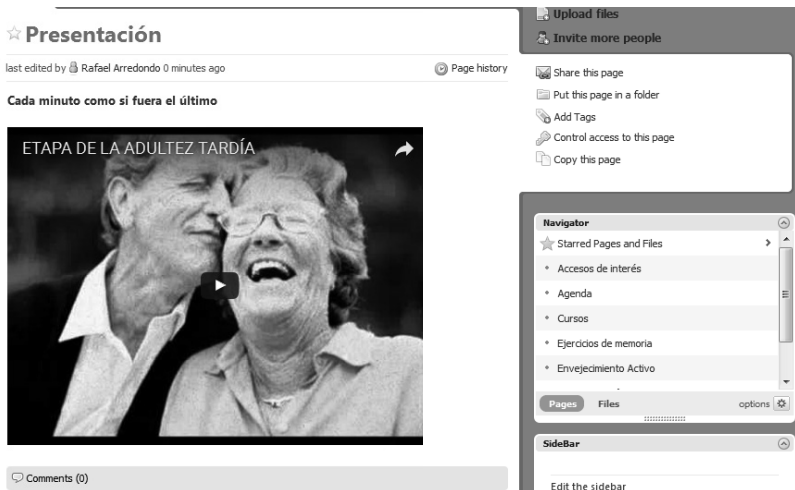 Presentación
last edited by Rafael Arredondo 0 minutes ago
Page history
Cada minuto como si fuera el último
ETAPA DE LA ADULTEZ TARDÍA
Comments (0)
Upload files
Invite more people
Share this page
Put this page in a folder
Add Tags
Control access to this page
Copy this page
Navigator
Starred Pages and Files
Accesos de interés
Agenda
Cursos
Ejercicios de memoria
Envejecimiento Activo
Pages Files options
SideBar
Edit the sidebar